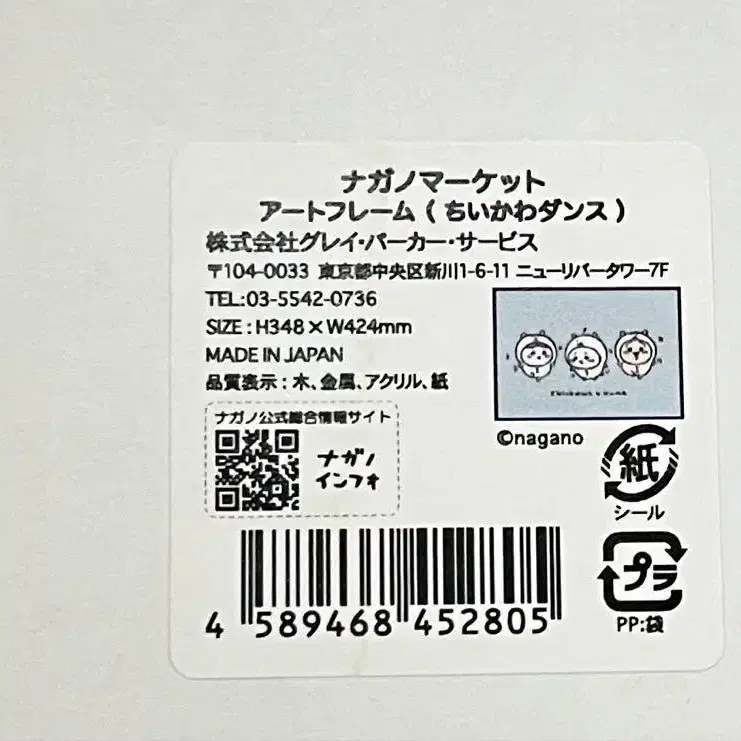 ナガノマーケット
アートフレーム ( ちいかわダンス )
株式会社グレイ・パーカー・サービス
〒104-0033 東京都中央区新川1-6-11 ニューリバータワー7F
TEL:03-5542-0736
SIZE : H348×W424mm
MADE IN JAPAN
品質表示 : 木、金属、アクリル、紙
©nagano
ナガノ公式総合情報サイト
ナガノ
インフォ
紙
シール
プラ
PP:袋
4 589468 452805